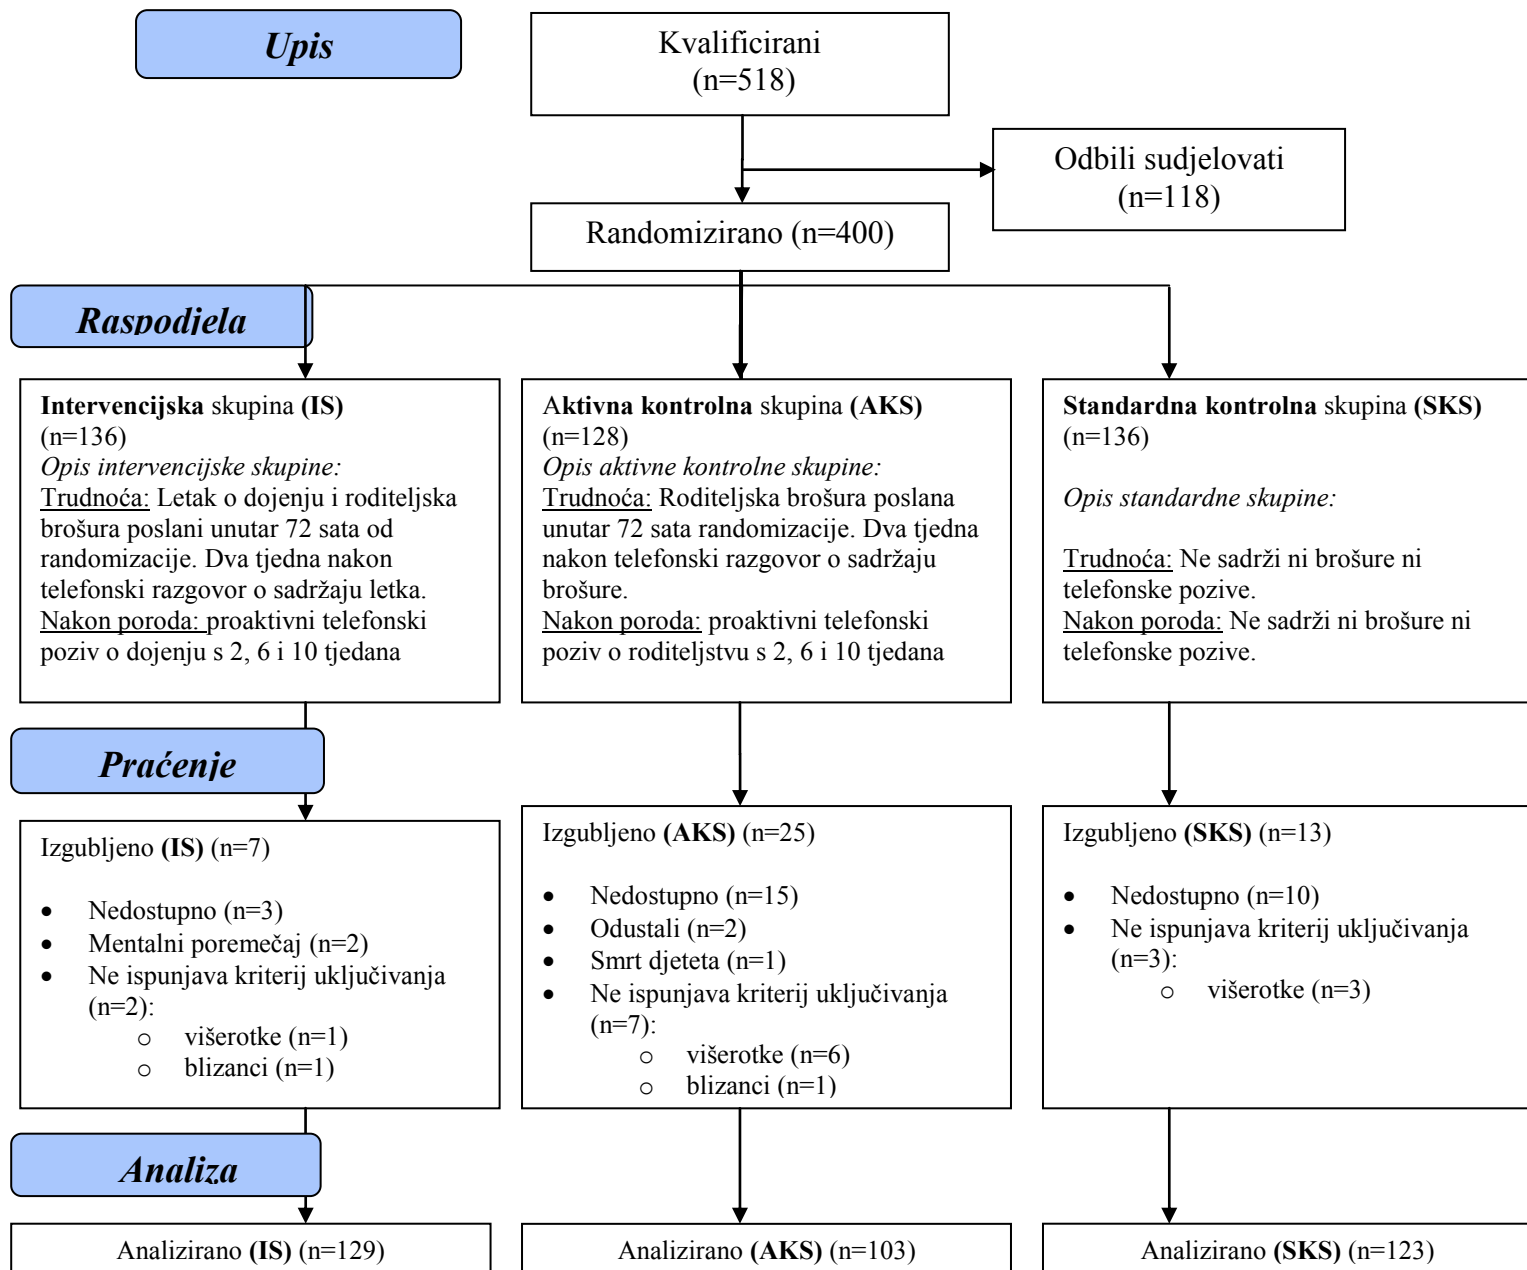 Upis
Kvalificirani
(n=518)
Odbili sudjelovati
(n=118)
Randomizirano (n=400)
Raspodjela
Intervencijska skupina (IS)
(n=136)
Opis intervencijske skupine:
Trudnoća: Letak o dojenju i roditeljska
brošura poslani unutar 72 sata od
randomizacije. Dva tjedna nakon
telefonski razgovor o sadržaju letka.
Nakon poroda: proaktivni telefonski
poziv o dojenju s 2, 6 i 10 tjedana
Aktivna kontrolna skupina (AKS)
(n=128)
Opis aktivne kontrolne skupine:
Trudnoća: Roditeljska brošura poslana
unutar 72 sata randomizacije. Dva tjedna
nakon telefonski razgovor o sadržaju
brošure.
Nakon poroda: proaktivni telefonski
poziv o roditeljstvu s 2, 6 i 10 tjedana
Standardna kontrolna skupina (SKS)
(n=136)
Opis standardne skupine:
Trudnoća: Ne sadrži ni brošure ni
telefonske pozive.
Nakon poroda: Ne sadrži ni brošure ni
telefonske pozive.
Praćenje
Izgubljeno (IS) (n=7)
• Nedostupno (n=3)
• Mentalni poremečaj (n=2)
• Ne ispunjava kriterij uključivanja
(n=2):
o višerotke (n=1)
o blizanci (n=1)
Izgubljeno (AKS) (n=25)
• Nedostupno (n=15)
• Odustali (n=2)
• Smrt djeteta (n=1)
• Ne ispunjava kriterij uključivanja
(n=7):
o višerotke (n=6)
o blizanci (n=1)
Izgubljeno (SKS) (n=13)
• Nedostupno (n=10)
• Ne ispunjava kriterij uključivanja
(n=3):
o višerotke (n=3)
Analiza
Analizirano (IS) (n=129)
Analizirano (AKS) (n=103)
Analizirano (SKS) (n=123)